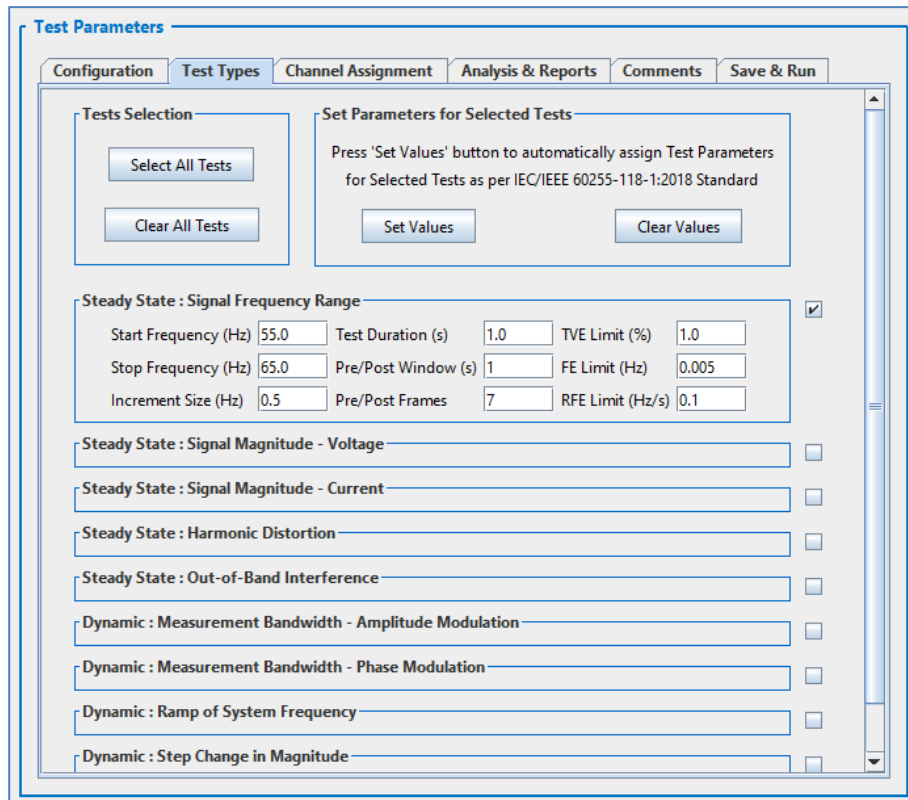 Test Parameters
Configuration Test Types Channel Assignment Analysis & Reports Comments Save & Run
Tests Selection
Select All Tests
Clear All Tests
Set Parameters for Selected Tests
Press 'Set Values' button to automatically assign Test Parameters
for Selected Tests as per IEC/IEEE 60255-118-1:2018 Standard
Set Values Clear Values
Steady State : Signal Frequency Range
Start Frequency (Hz) 55.0 Test Duration (s) 1.0 TVE Limit (%) 1.0
Stop Frequency (Hz) 65.0 Pre/Post Window (s) 1 FE Limit (Hz) 0.005
Increment Size (Hz) 0.5 Pre/Post Frames 7 RFE Limit (Hz/s) 0.1
Steady State : Signal Magnitude - Voltage
Steady State : Signal Magnitude - Current
Steady State : Harmonic Distortion
Steady State : Out-of-Band Interference
Dynamic : Measurement Bandwidth - Amplitude Modulation
Dynamic : Measurement Bandwidth - Phase Modulation
Dynamic : Ramp of System Frequency
Dynamic : Step Change in Magnitude